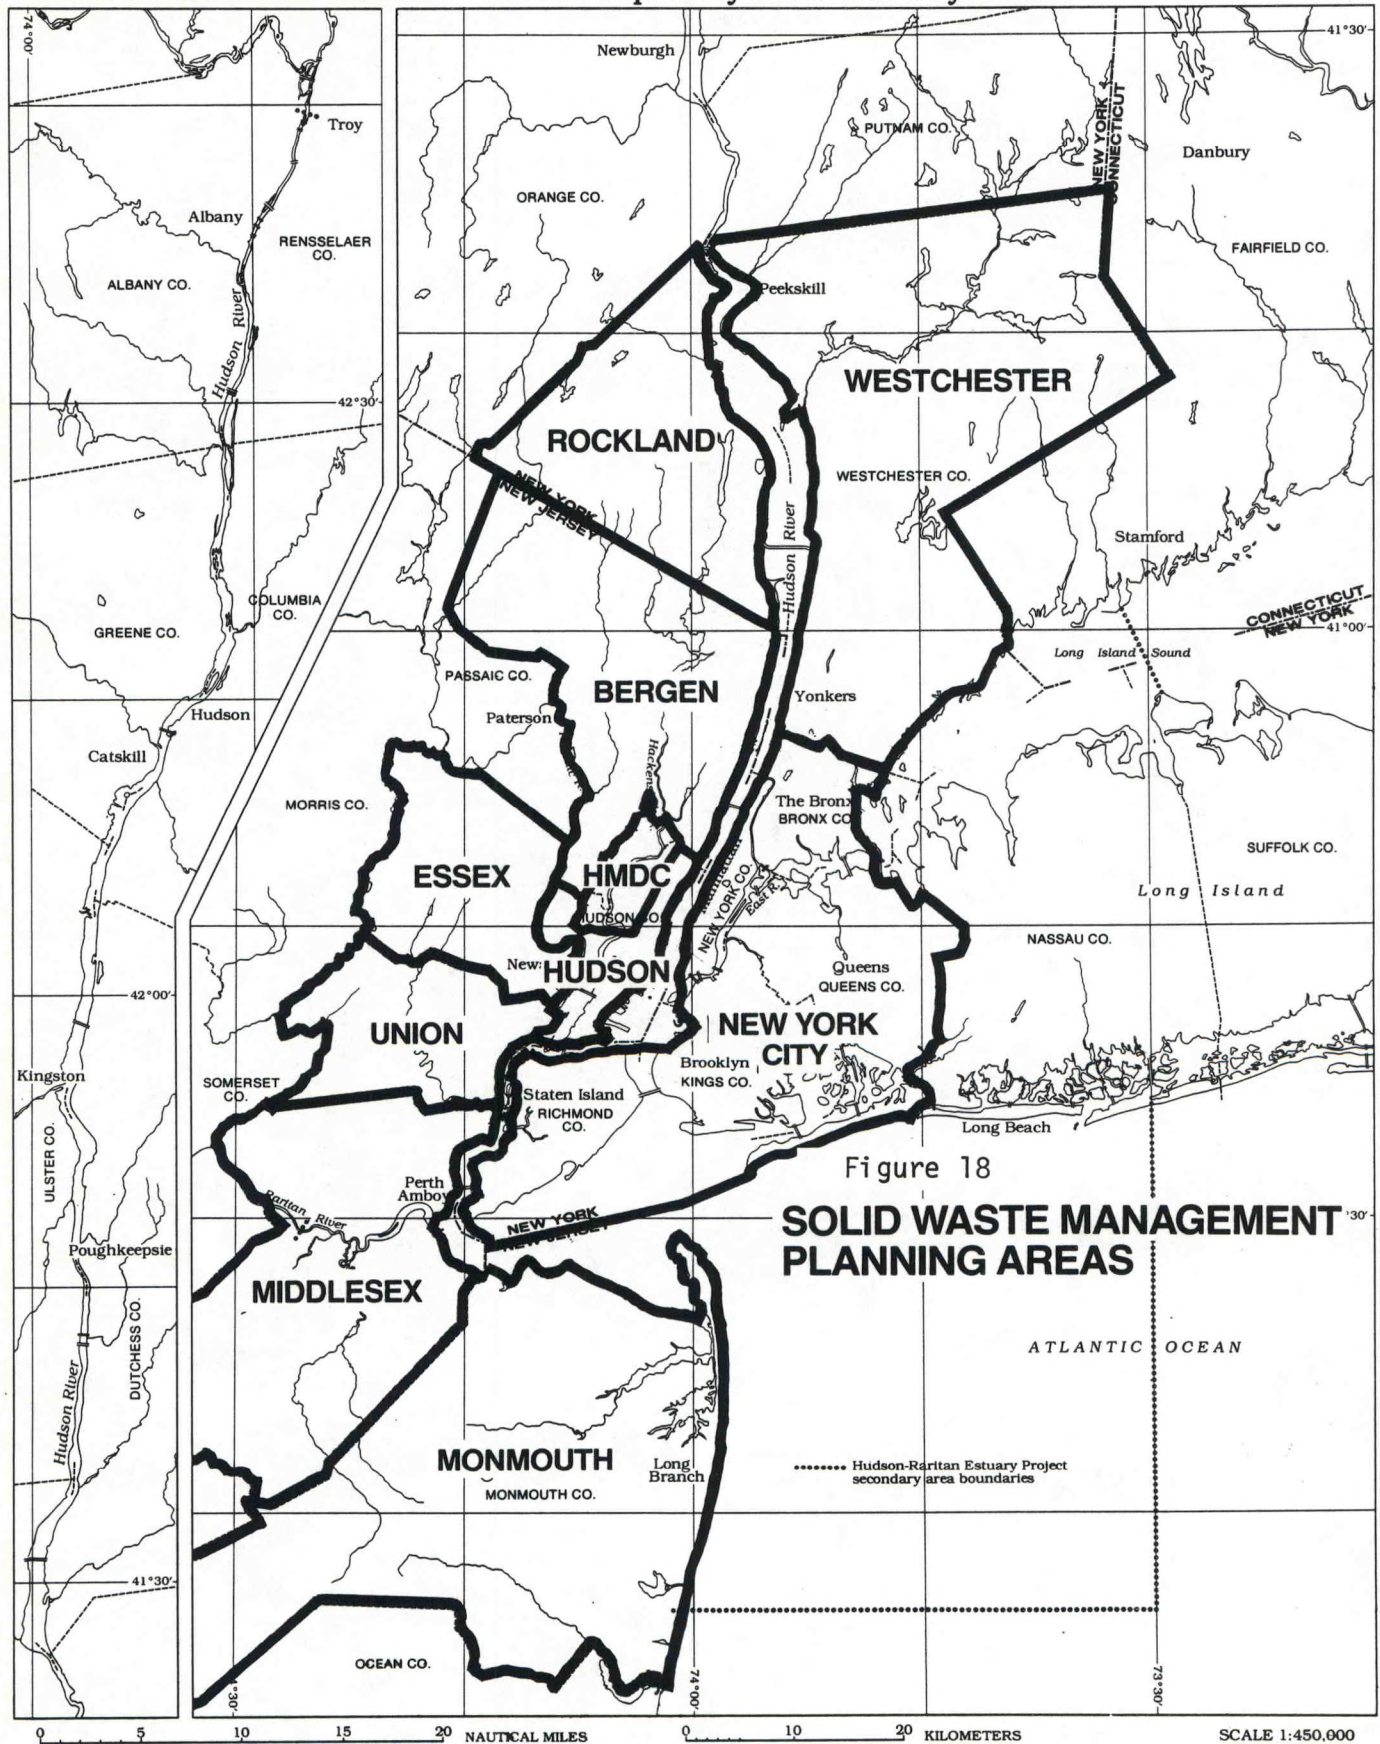 74°00'
Troy
Albany
RENSSELAER
CO.
ALBANY CO.
Hudson River
42°30'
COLUMBIA
CO.
GREENE CO.
Hudson
Catskill
42°00'
Kingston
ULSTER CO.
Poughkeepsie
DUTCHESS CO.
Hudson River
41°30'
Newburgh
41°30'
PUTNAM CO.
NEW YORK
CONNECTICUT
Danbury
ORANGE CO.
FAIRFIELD CO.
Peekskill
WESTCHESTER
ROCKLAND
WESTCHESTER CO.
NEW YORK
NEW JERSEY
Hudson River
Stamford
CONNECTICUT
NEW YORK
41°00'
Long Island Sound
PASSAIC CO.
BERGEN
Yonkers
Paterson
MORRIS CO.
The Bronx
BRONX CO.
SUFFOLK CO.
ESSEX
HMDC
HUDSON CO.
Manhattan
NEW YORK CO.
East R.
Long Island
NASSAU CO.
HUDSON
Queens
QUEENS CO.
UNION
NEW YORK
CITY
Brooklyn
KINGS CO.
SOMERSET
CO.
Staten Island
RICHMOND
CO.
Long Beach
Figure 18
Perth
Amboy
Raritan River
NEW YORK
NEW JERSEY
SOLID WASTE MANAGEMENT
PLANNING AREAS
30'
MIDDLESEX
ATLANTIC OCEAN
MONMOUTH
MONMOUTH CO.
Long
Branch
Hudson-Raritan Estuary Project
secondary area boundaries
OCEAN CO.
30'
74°00'
73°30'
0 5 10 15 20 NAUTICAL MILES
0 10 20 KILOMETERS
SCALE 1:450,000